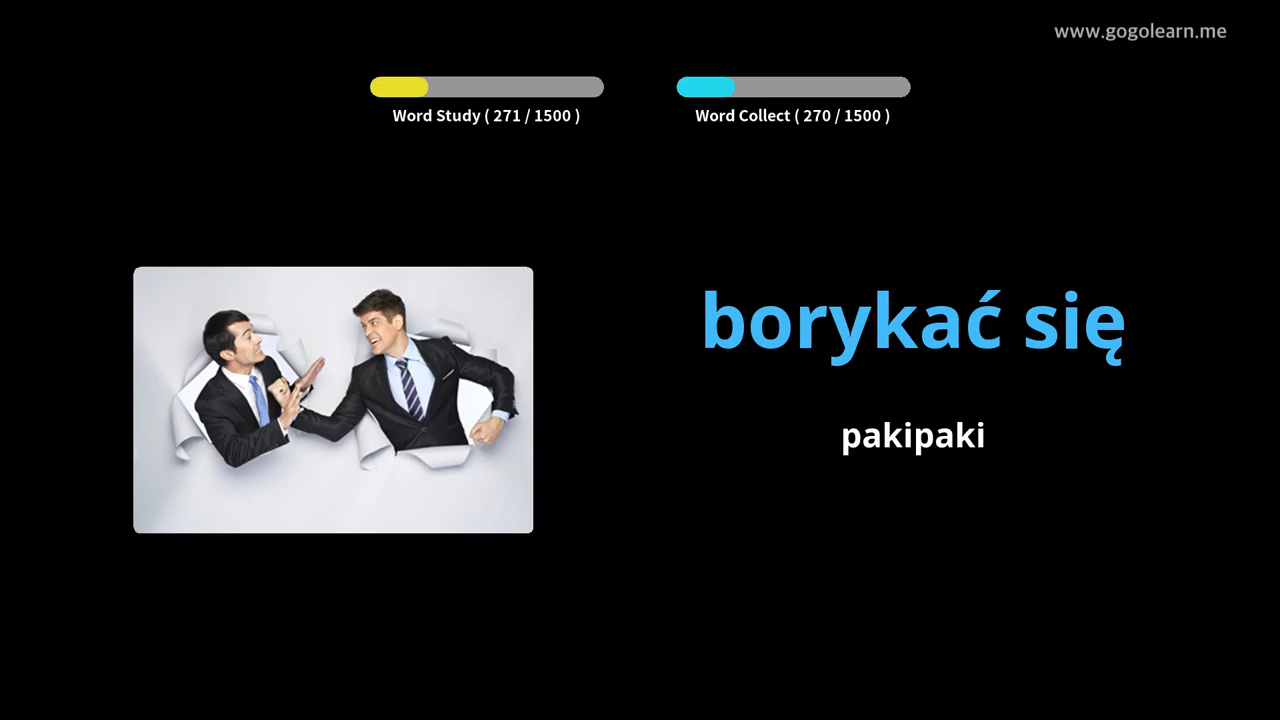 www.gogolearn.me
Word Study ( 271 / 1500 )
Word Collect ( 270 / 1500 )
borykać się
pakipaki